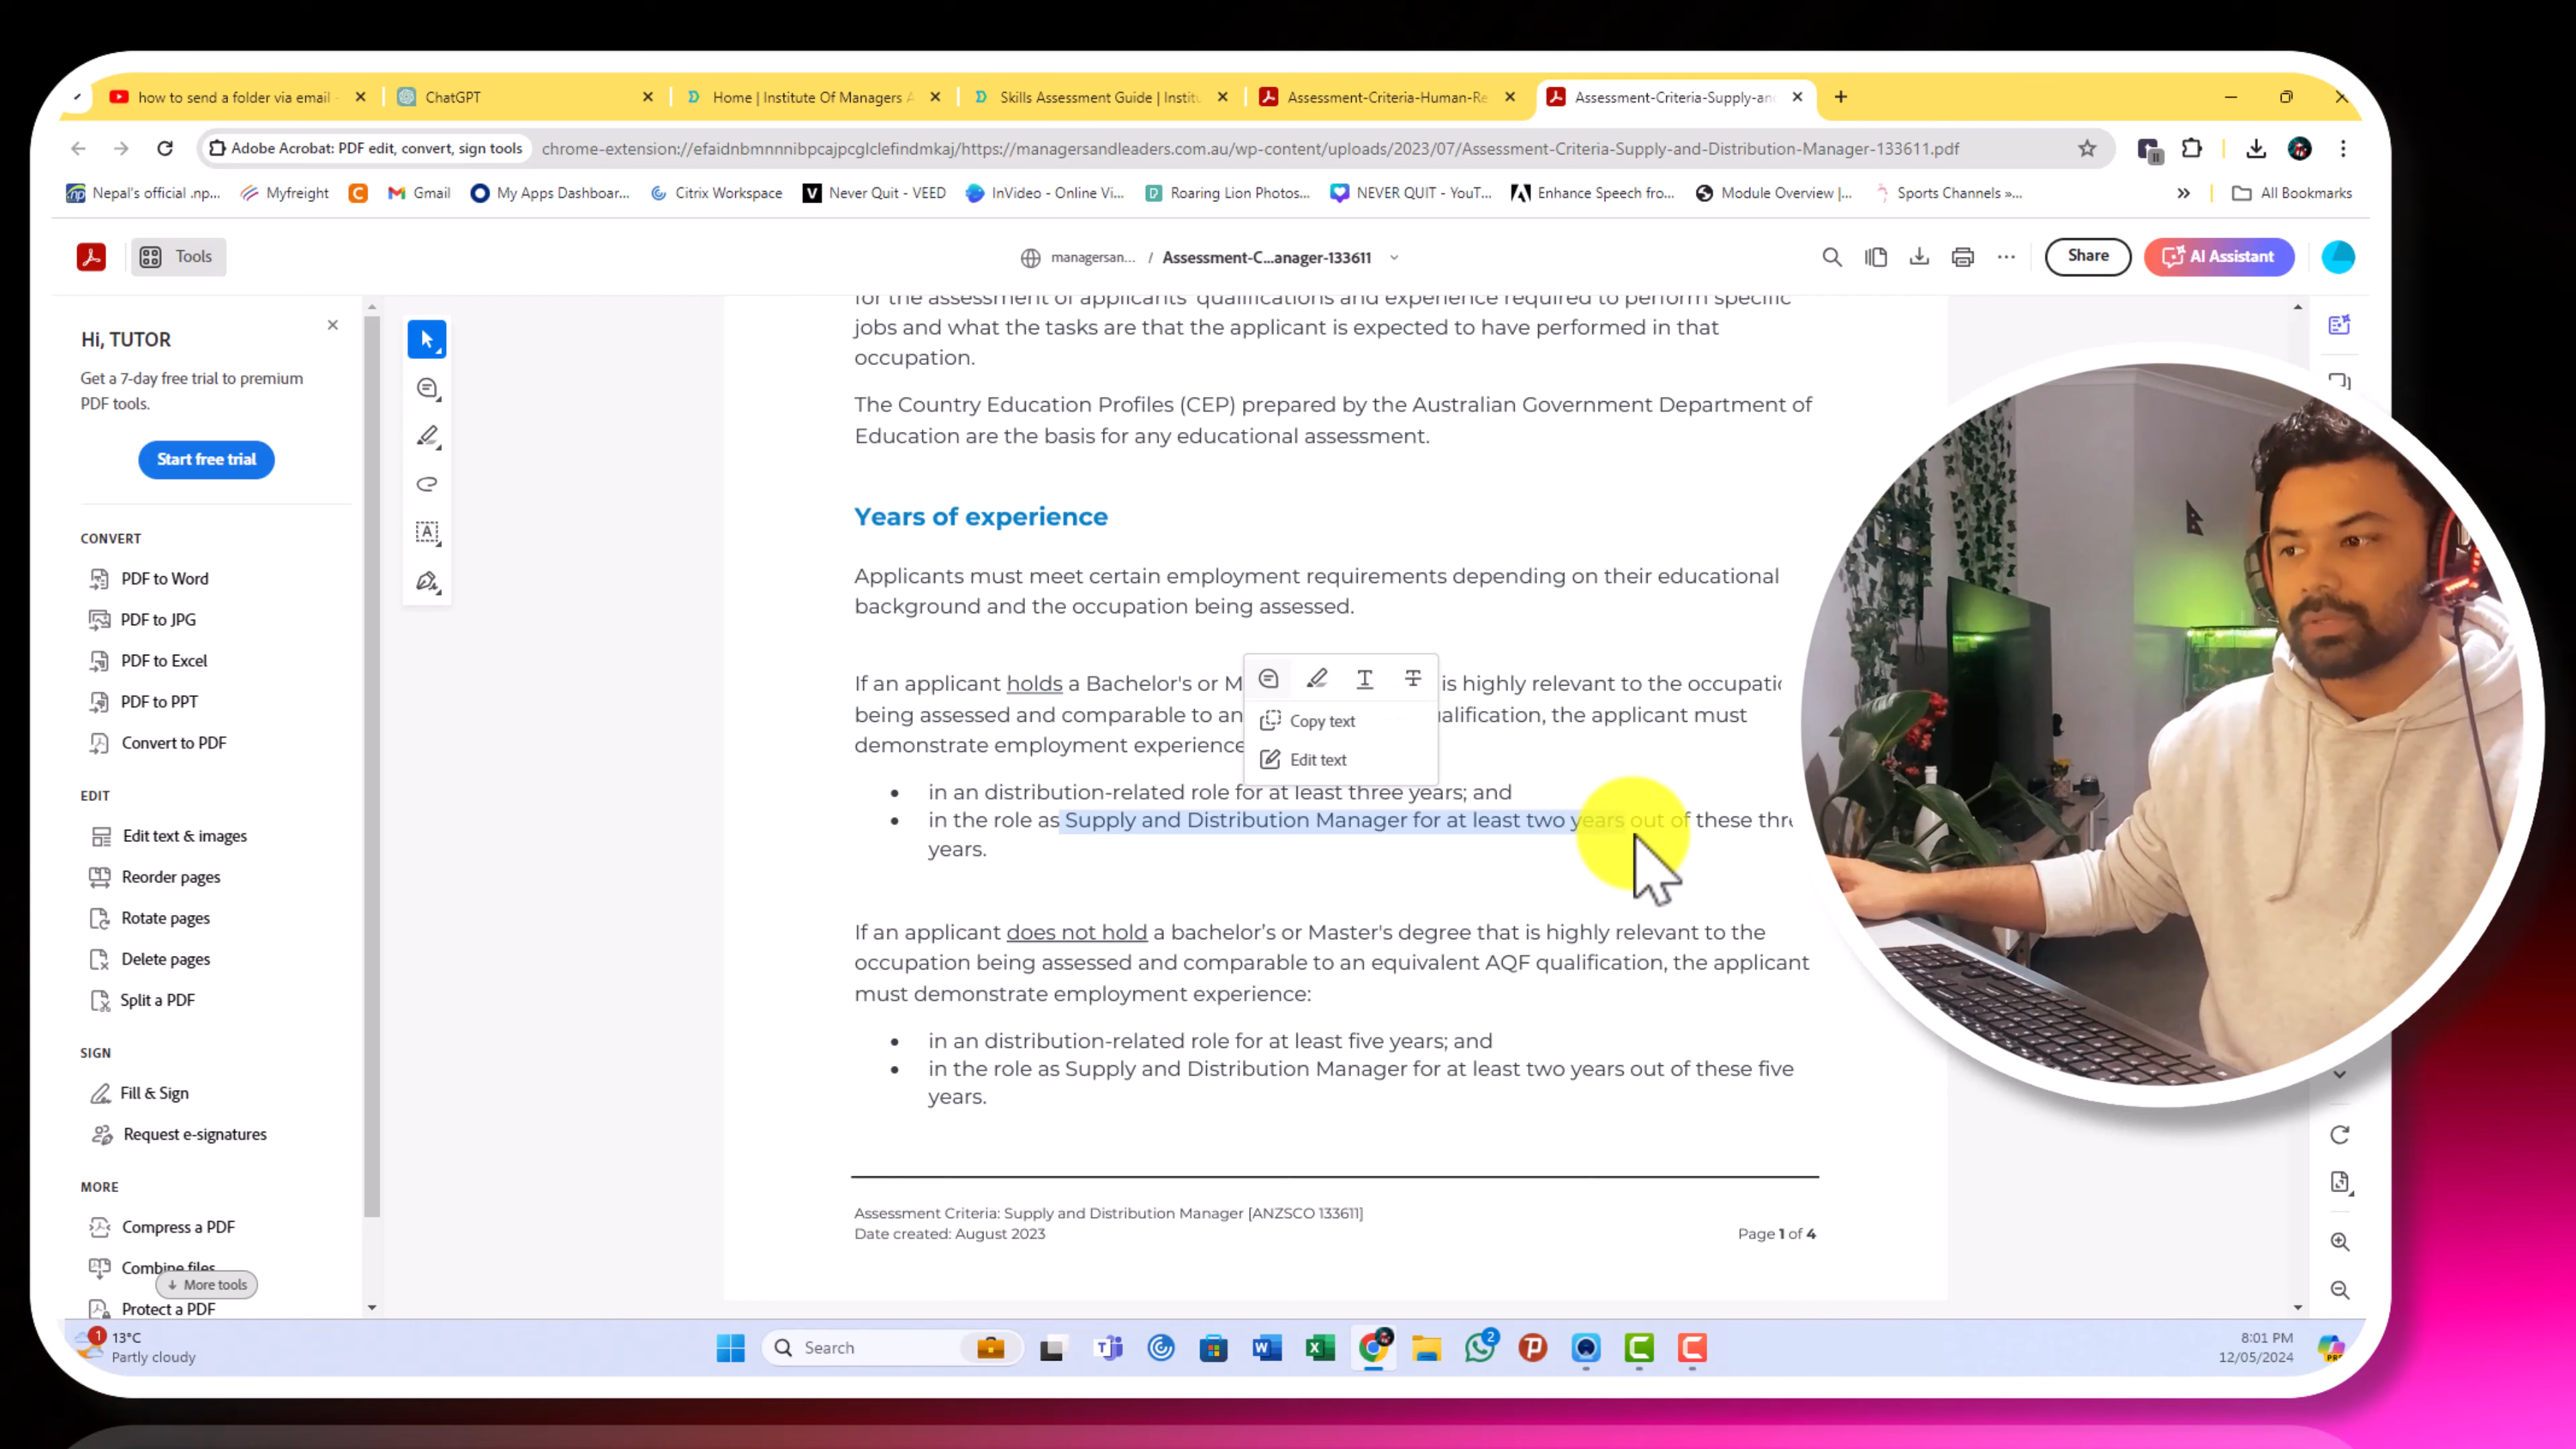 how to send a folder via email -
ChatGPT
Home | Institute Of Managers A
Skills Assessment Guide | Institu
Assessment-Criteria-Human-Re
Assessment-Criteria-Supply-an
Adobe Acrobat: PDF edit, convert, sign tools
chrome-extension://efaidnbmnnnibpcajpcglclefindmkaj/https://managersandleaders.com.au/wp-content/uploads/2023/07/Assessment-Criteria-Supply-and-Distribution-Manager-133611.pdf
Nepal's official .np...
Myfreight
Gmail
My Apps Dashboar...
Citrix Workspace
Never Quit - VEED
InVideo - Online Vi...
Roaring Lion Photos...
NEVER QUIT - YouT...
Enhance Speech fro...
Module Overview |...
Sports Channels »...
All Bookmarks
Tools
managersan... / Assessment-C...anager-133611
Share
AI Assistant
Hi, TUTOR
Get a 7-day free trial to premium
PDF tools.
Start free trial
CONVERT
PDF to Word
PDF to JPG
PDF to Excel
PDF to PPT
Convert to PDF
EDIT
Edit text & images
Reorder pages
Rotate pages
Delete pages
Split a PDF
SIGN
Fill & Sign
Request e-signatures
MORE
Compress a PDF
Combine files
More tools
Protect a PDF
for the assessment of applicants' qualifications and experience required to perform specific
jobs and what the tasks are that the applicant is expected to have performed in that
occupation.
The Country Education Profiles (CEP) prepared by the Australian Government Department of
Education are the basis for any educational assessment.
Years of experience
Applicants must meet certain employment requirements depending on their educational
background and the occupation being assessed.
If an applicant holds a Bachelor's or M is highly relevant to the occupatic
being assessed and comparable to an alification, the applicant must
demonstrate employment experience
Copy text
Edit text
• in an distribution-related role for at least three years; and
• in the role as Supply and Distribution Manager for at least two years out of these thre
years.
If an applicant does not hold a bachelor's or Master's degree that is highly relevant to the
occupation being assessed and comparable to an equivalent AQF qualification, the applicant
must demonstrate employment experience:
• in an distribution-related role for at least five years; and
• in the role as Supply and Distribution Manager for at least two years out of these five
years.
Assessment Criteria: Supply and Distribution Manager [ANZSCO 133611]
Date created: August 2023
Page 1 of 4
1
13°C
Partly cloudy
Search
2
8:01 PM
12/05/2024